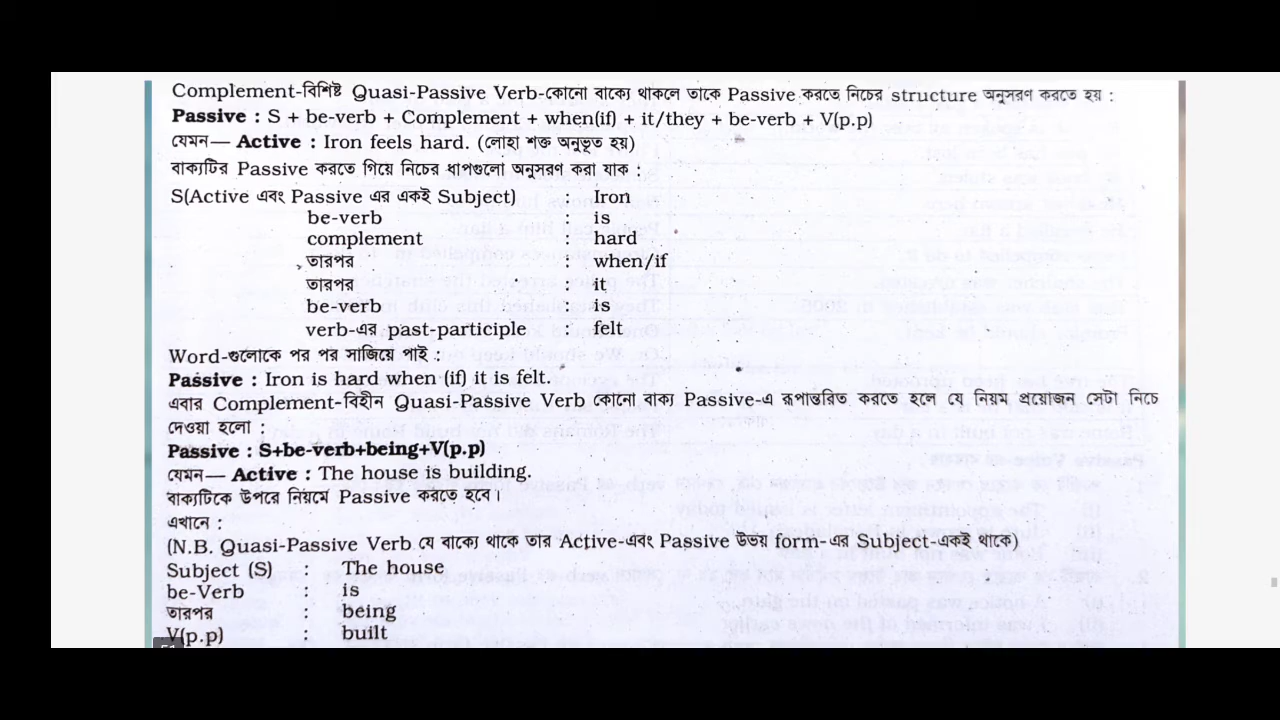 Complement-বিশিষ্ট Quasi-Passive Verb-কোনো বাক্যে থাকলে তাকে Passive করতে নিচের structure অনুসরণ করতে হয় :
Passive : S + be-verb + Complement + when(if) + it/they + be-verb + V(p.p)
যেমন— Active : Iron feels hard. (লোহা শক্ত অনুভূত হয়)
বাক্যটির Passive করতে গিয়ে নিচের ধাপগুলো অনুসরণ করা যাক :
S(Active এবং Passive এর একই Subject) : Iron
be-verb : is
complement : hard
তারপর : when/if
তারপর : it
be-verb : is
verb-এর past-participle : felt
Word-গুলোকে পর পর সাজিয়ে পাই :
Passive : Iron is hard when (if) it is felt.
এবার Complement-বিহীন Quasi-Passive Verb কোনো বাক্য Passive-এ রূপান্তরিত করতে হলে যে নিয়ম প্রয়োজন সেটা নিচে
দেওয়া হলো :
Passive : S+be-verb+being+V(p.p)
যেমন— Active : The house is building.
বাক্যটিকে উপরে নিয়মে Passive করতে হবে।
এখানে :
(N.B. Quasi-Passive Verb যে বাক্যে থাকে তার Active-এবং Passive উভয় form-এর Subject-একই থাকে)
Subject (S) : The house
be-Verb : is
তারপর : being
V(p.p) : built